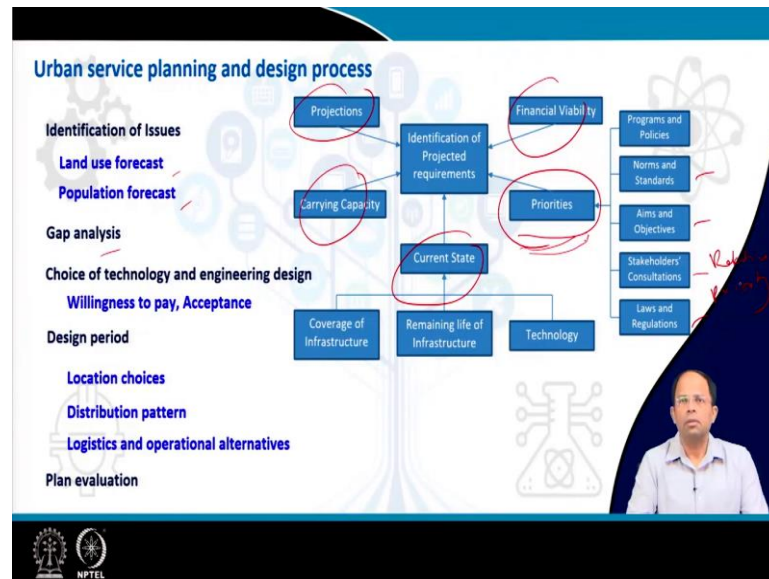 Urban service planning and design process
Identification of Issues
Land use forecast
Population forecast
Gap analysis
Choice of technology and engineering design
Willingness to pay, Acceptance
Design period
Location choices
Distribution pattern
Logistics and operational alternatives
Plan evaluation
Projections
Financial Viability
Identification of
Projected
requirements
Carrying Capacity
Priorities
Current State
Coverage of
Infrastructure
Remaining life of
Infrastructure
Technology
Programs and
Policies
Norms and
Standards
Aims and
Objectives
Stakeholders'
Consultations
Laws and
Regulations
NPTEL